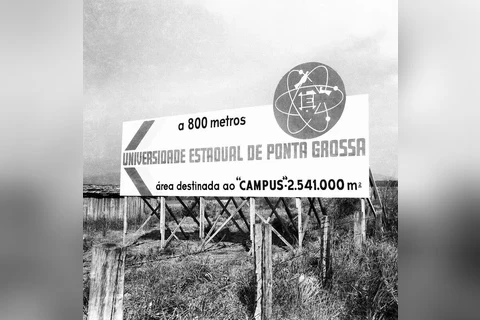 a 800 metros
UNIVERSIDADE ESTADUAL DE PONTA GROSSA
área destinada ao "CAMPUS"-2.541.000 m2